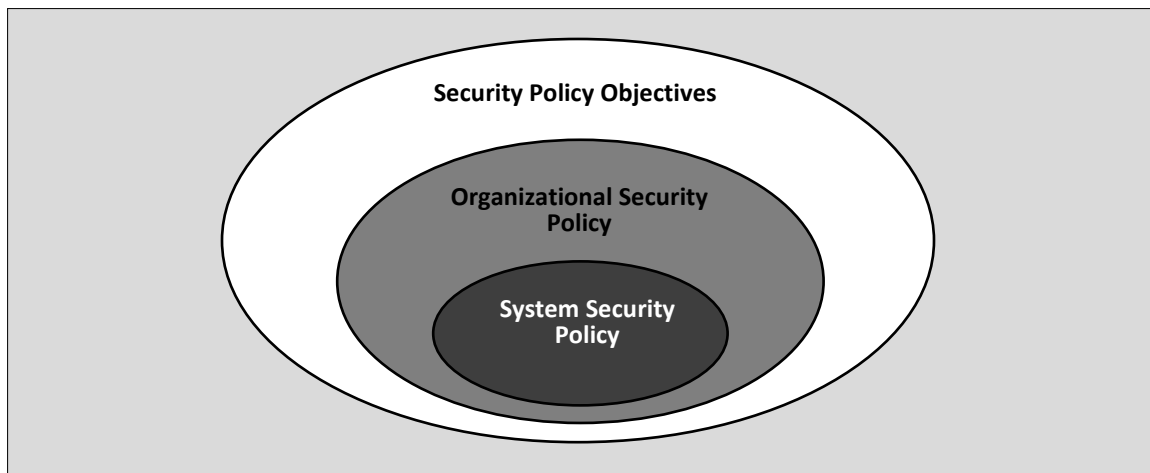 Security Policy Objectives
Organizational Security
Policy
System Security
Policy